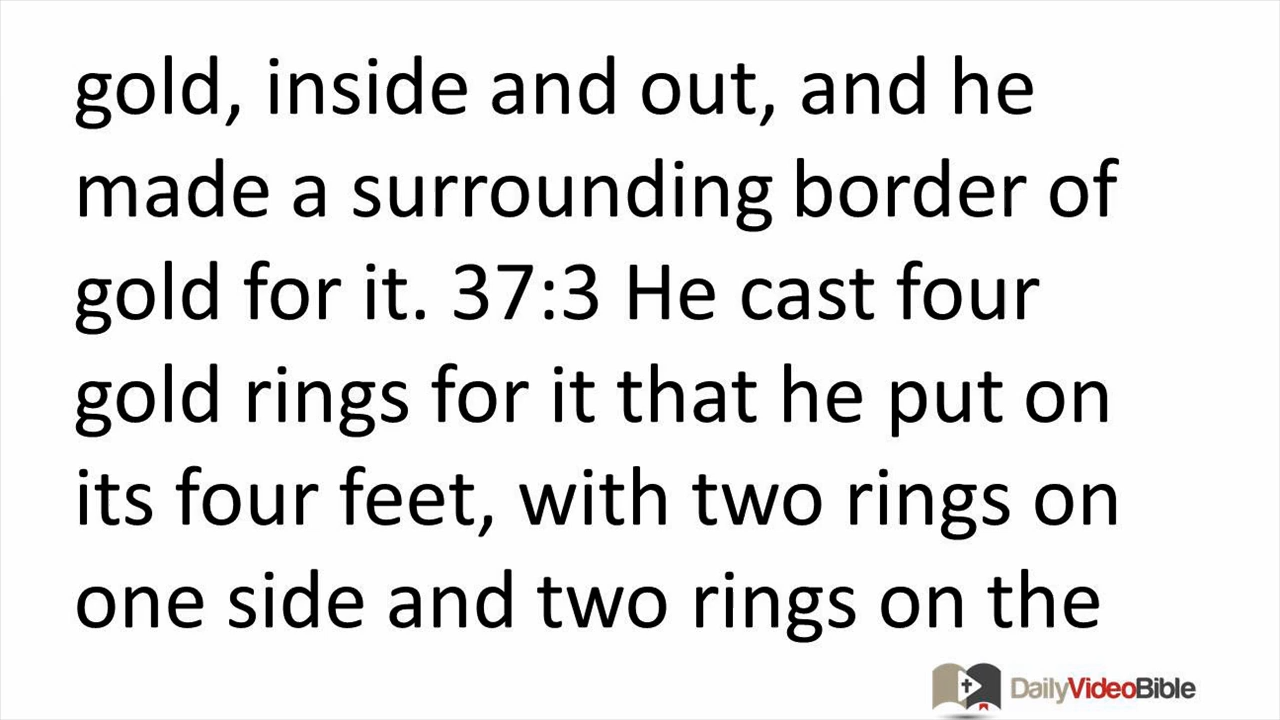 gold, inside and out, and he
made a surrounding border of
gold for it. 37:3 He cast four
gold rings for it that he put on
its four feet, with two rings on
one side and two rings on the
DailyVideoBible